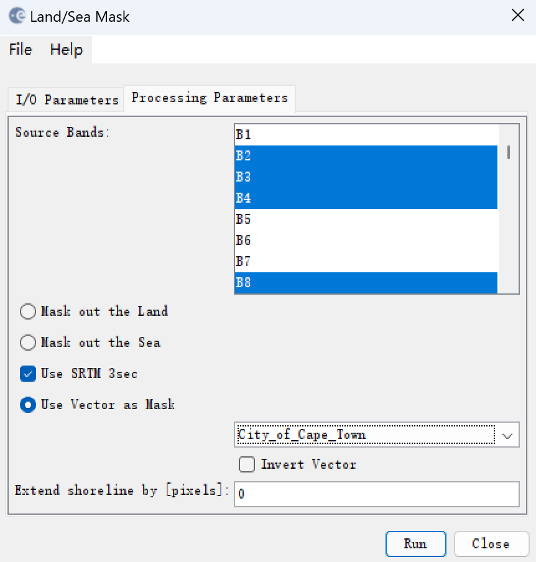 Land/Sea Mask
File Help
I/O Parameters Processing Parameters
Source Bands:
B1
B2
B3
B4
B5
B6
B7
B8
Mask out the Land
Mask out the Sea
Use SRTM 3sec
Use Vector as Mask
City_of_Cape_Town
Invert Vector
Extend shoreline by [pixels]: 0
Run Close